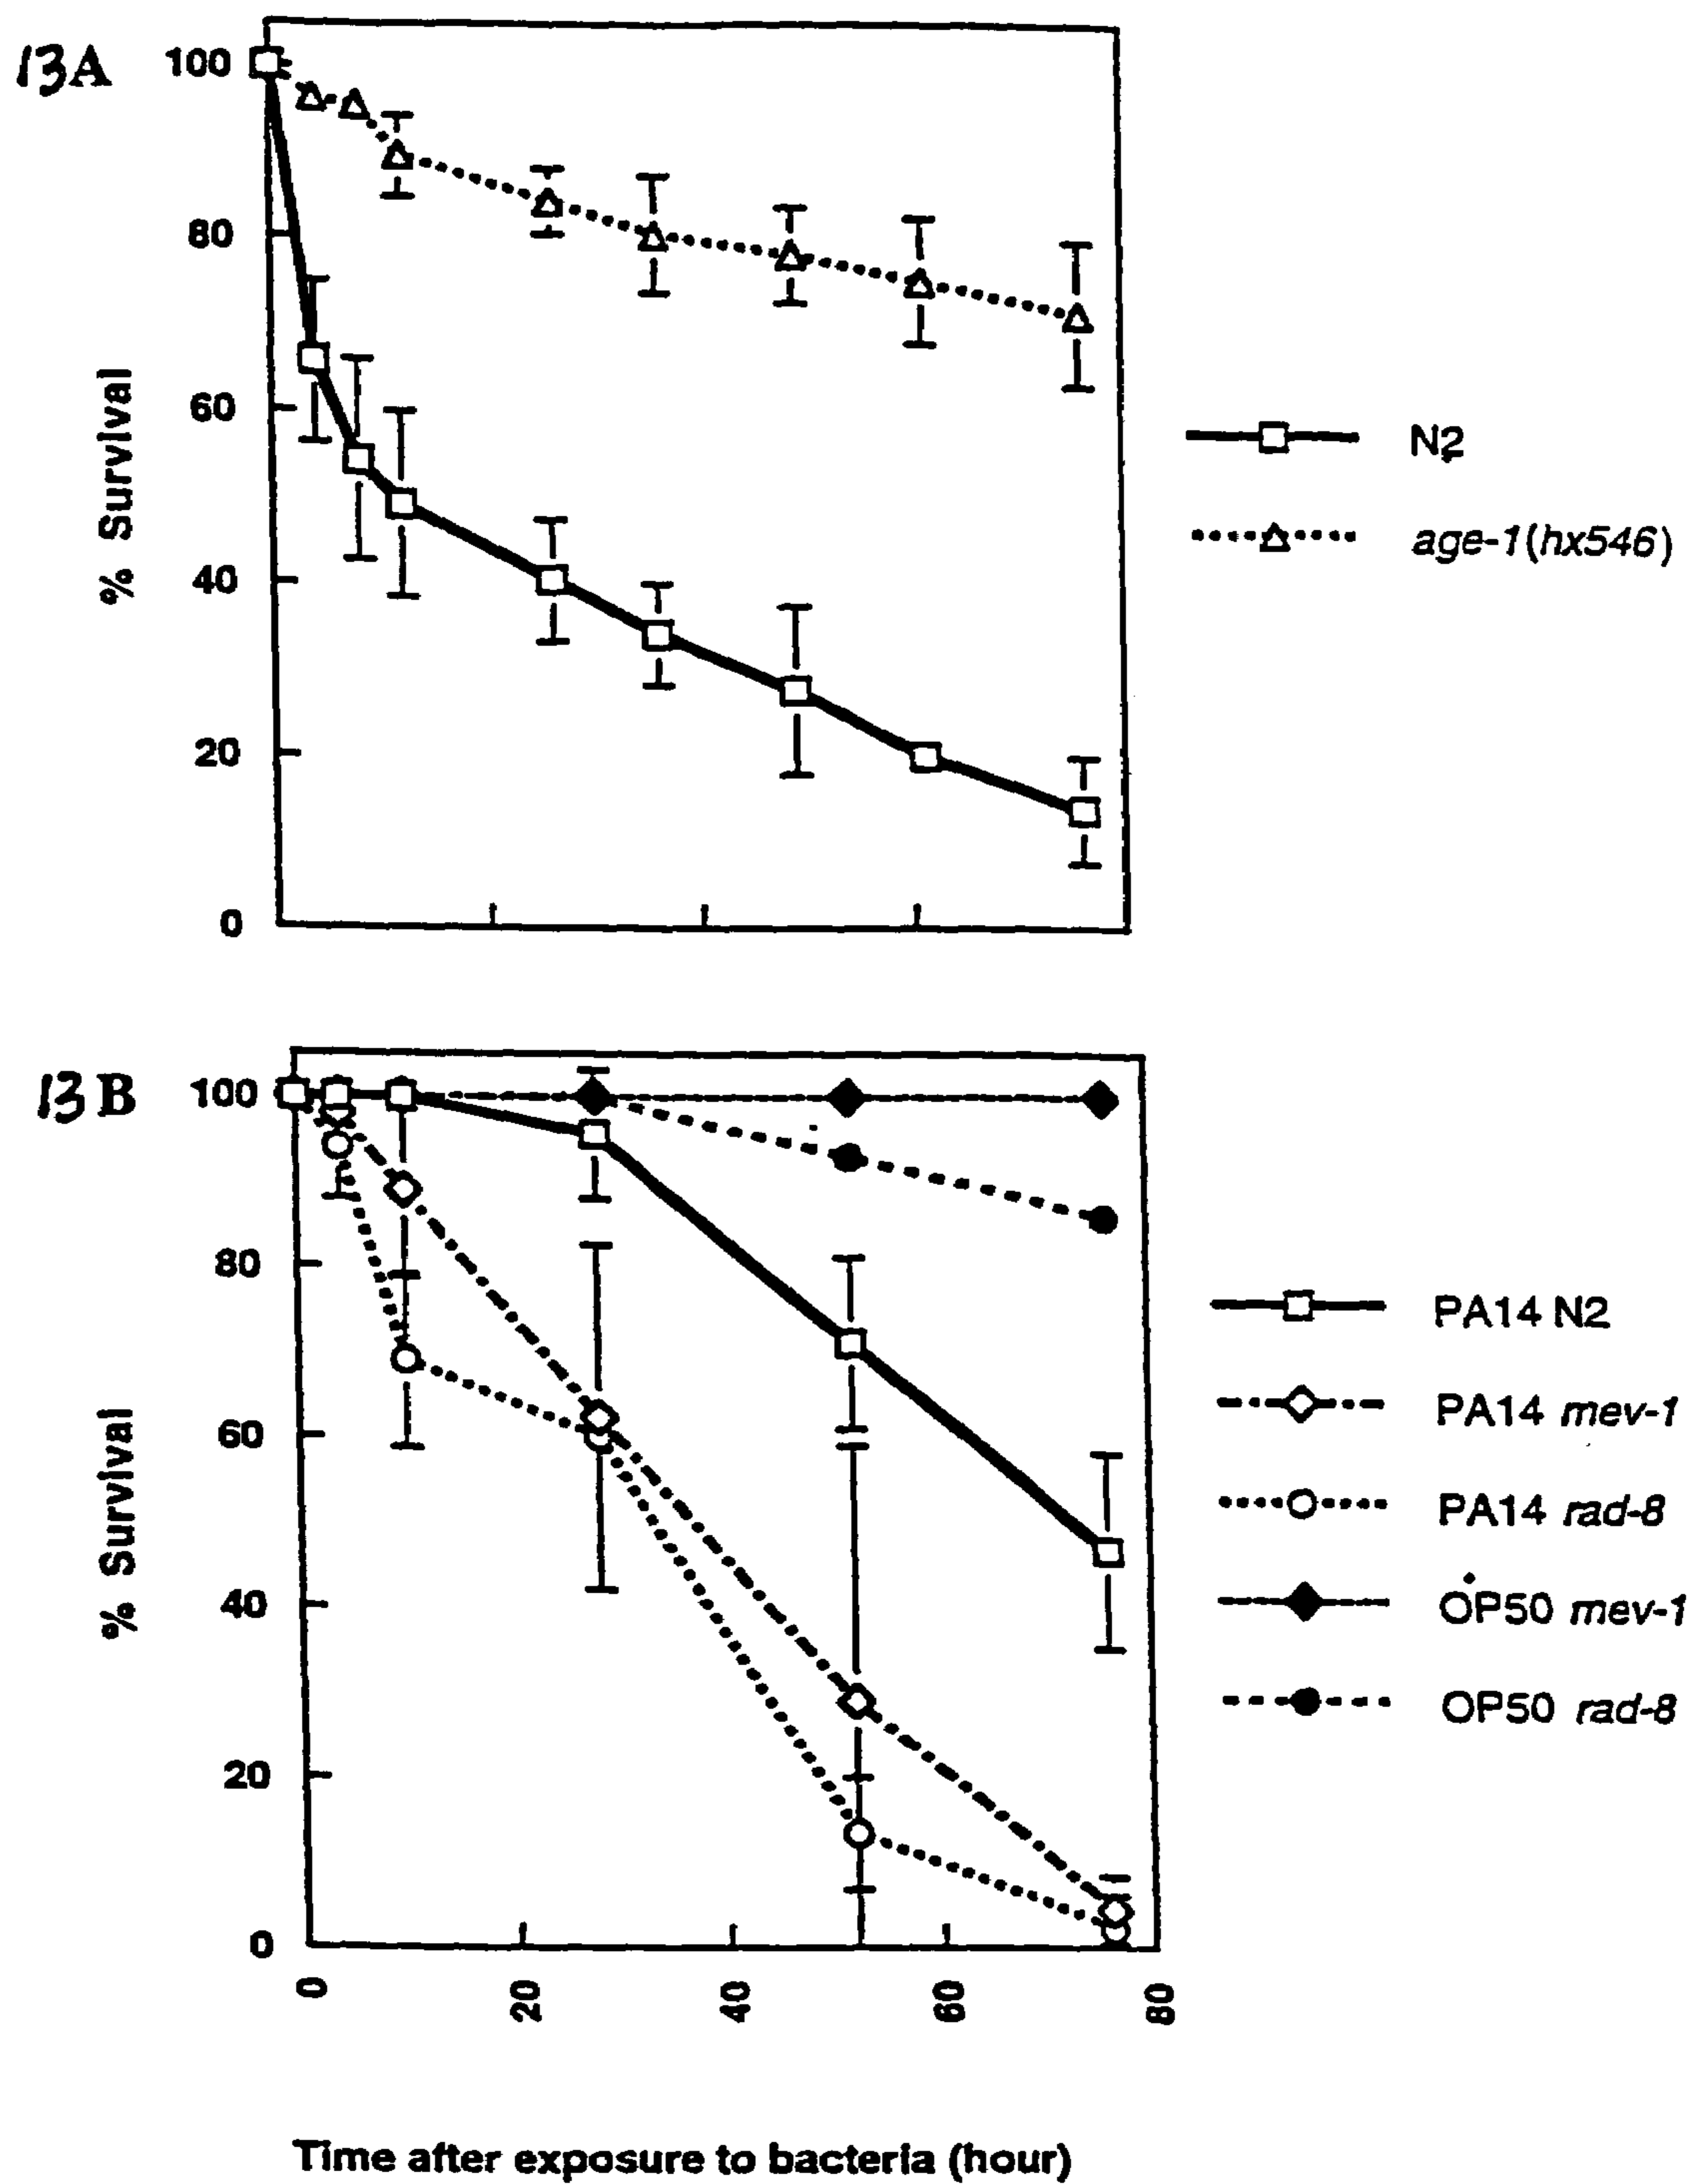 13A
100
80
60
40
20
0
% Survival
N2
age-1(hx546)
13B
100
80
60
40
20
0
% Survival
PA14 N2
PA14 mev-1
PA14 rad-8
OP50 mev-1
OP50 rad-8
0
20
40
60
80
Time after exposure to bacteria (hour)